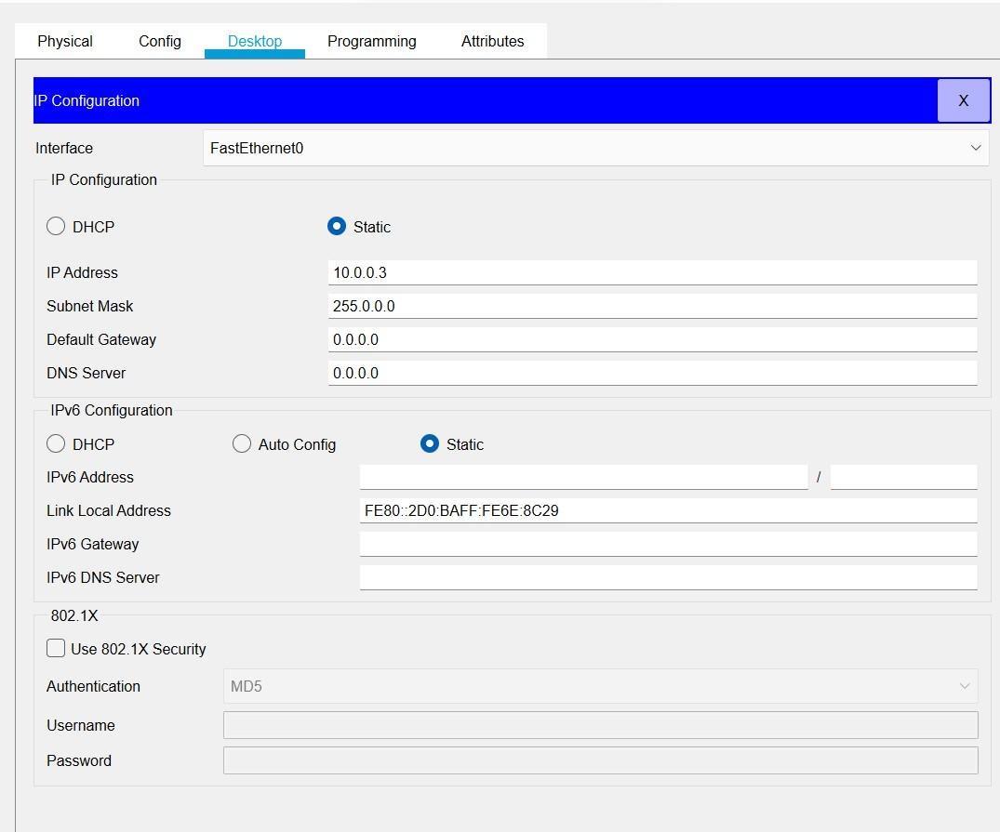 Physical Config Desktop Programming Attributes
IP Configuration X
Interface FastEthernet0
IP Configuration
DHCP Static
IP Address 10.0.0.3
Subnet Mask 255.0.0.0
Default Gateway 0.0.0.0
DNS Server 0.0.0.0
IPv6 Configuration
DHCP Auto Config Static
IPv6 Address /
Link Local Address FE80::2D0:BAFF:FE6E:8C29
IPv6 Gateway
IPv6 DNS Server
802.1X
Use 802.1X Security
Authentication MD5
Username
Password